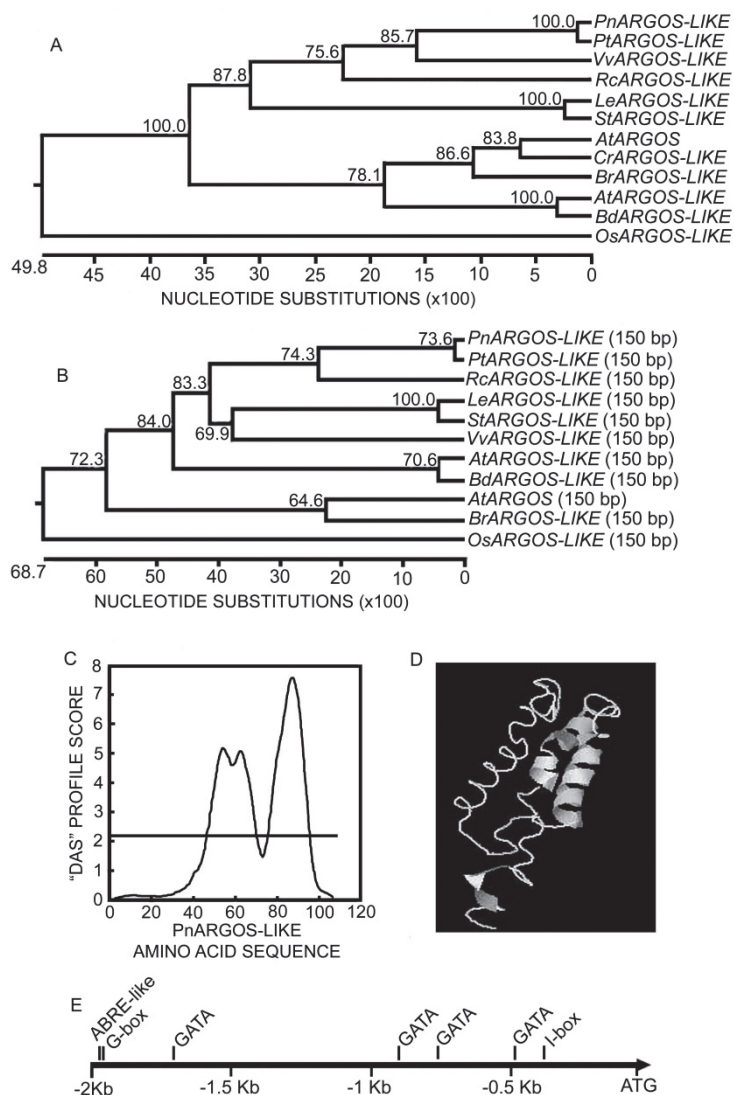 A
100.0
PnARGOS-LIKE
PtARGOS-LIKE
85.7
VvARGOS-LIKE
75.6
RcARGOS-LIKE
87.8
100.0
LeARGOS-LIKE
StARGOS-LIKE
100.0
83.8
AtARGOS
CrARGOS-LIKE
86.6
BrARGOS-LIKE
78.1
100.0
AtARGOS-LIKE
BdARGOS-LIKE
OsARGOS-LIKE
49.8 45 40 35 30 25 20 15 10 5 0
NUCLEOTIDE SUBSTITUTIONS (x100)
B
73.6
PnARGOS-LIKE (150 bp)
PtARGOS-LIKE (150 bp)
74.3
RcARGOS-LIKE (150 bp)
83.3
100.0
LeARGOS-LIKE (150 bp)
StARGOS-LIKE (150 bp)
69.9
VvARGOS-LIKE (150 bp)
84.0
70.6
AtARGOS-LIKE (150 bp)
BdARGOS-LIKE (150 bp)
72.3
64.6
AtARGOS (150 bp)
BrARGOS-LIKE (150 bp)
OsARGOS-LIKE (150 bp)
68.7 60 50 40 30 20 10 0
NUCLEOTIDE SUBSTITUTIONS (x100)
C
"DAS" PROFILE SCORE
8
7
6
5
4
3
2
1
0
0 20 40 60 80 100 120
PnARGOS-LIKE
AMINO ACID SEQUENCE
D
E
ABRE-like
G-box
GATA
GATA
GATA
GATA
I-box
-2Kb -1.5 Kb -1 Kb -0.5 Kb ATG